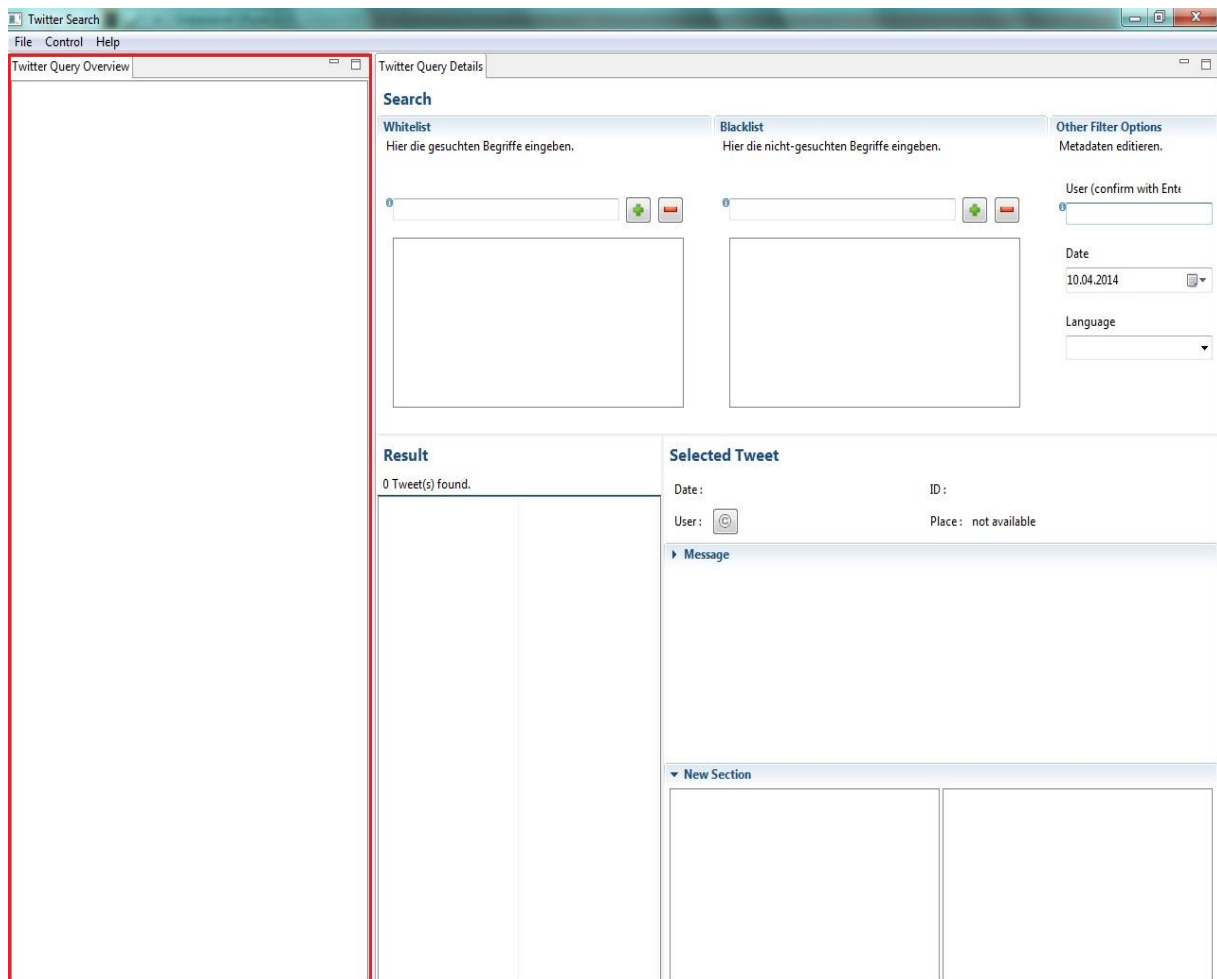 Twitter Search
File Control Help
Twitter Query Overview
Twitter Query Details
Search
Whitelist
Hier die gesuchten Begriffe eingeben.
Blacklist
Hier die nicht-gesuchten Begriffe eingeben.
Other Filter Options
Metadaten editieren.
User (confirm with Ente
Date
10.04.2014
Language
Result
0 Tweet(s) found.
Selected Tweet
Date :
ID :
User : ©
Place : not available
Message
New Section